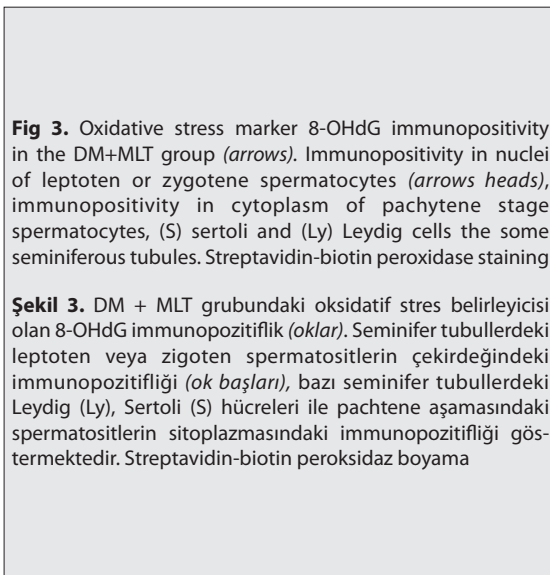 Fig 3. Oxidative stress marker 8-OHdG immunopositivity
in the DM+MLT group (arrows). Immunopositivity in nuclei
of leptoten or zygotene spermatocytes (arrows heads),
immunopositivity in cytoplasm of pachytene stage
spermatocytes, (S) sertoli and (Ly) Leydig cells the some
seminiferous tubules. Streptavidin-biotin peroxidase staining
Şekil 3. DM + MLT grubundaki oksidatif stres belirleyicisi
olan 8-OHdG immunopozitiflik (oklar). Seminifer tubullerdeki
leptoten veya zigoten spermatositlerin çekirdeğindeki
immunopozitifliği (ok başları), bazı seminifer tubullerdeki
Leydig (Ly), Sertoli (S) hücreleri ile pachtene aşamasındaki
spermatositlerin sitoplazmasındaki immunopozitifliği gös-
termektedir. Streptavidin-biotin peroksidaz boyama